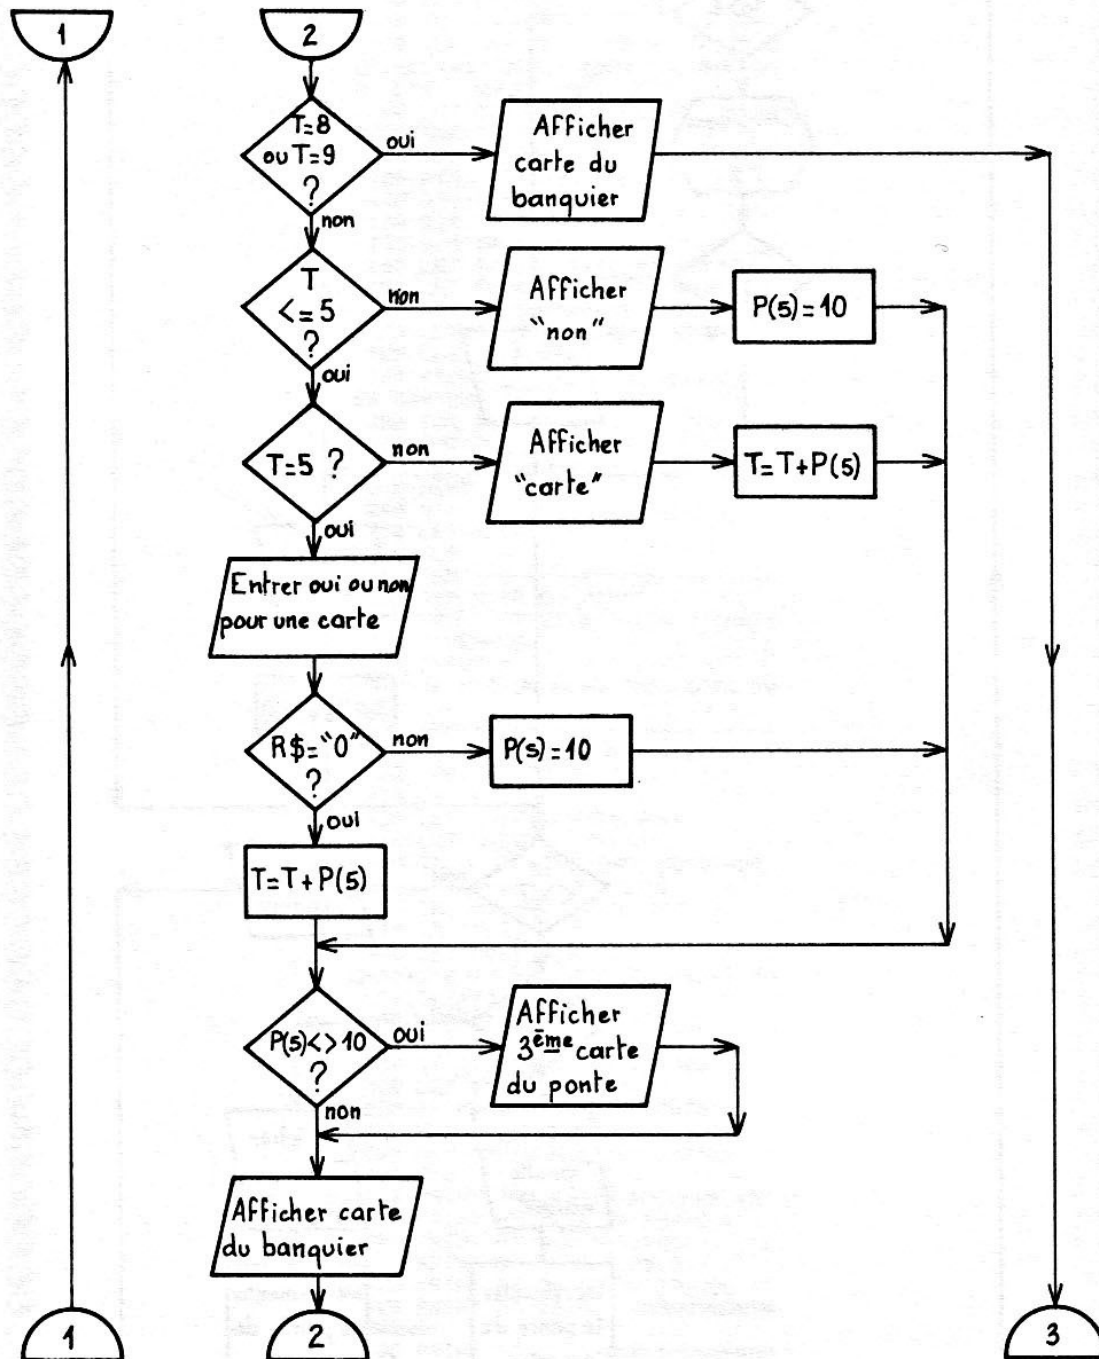 1
2
T=8
ou T=9
?
oui
Afficher
carte du
banquier
non
T
<=5
?
non
Afficher
"non"
P(5)=10
oui
T=5 ?
non
Afficher
"carte"
T=T+P(5)
oui
Entrer oui ou non
pour une carte
R$="O"
?
non
P(5)=10
oui
T=T+P(5)
P(5)<>10
?
oui
Afficher
3ème carte
du ponte
non
Afficher carte
du banquier
1
2
3